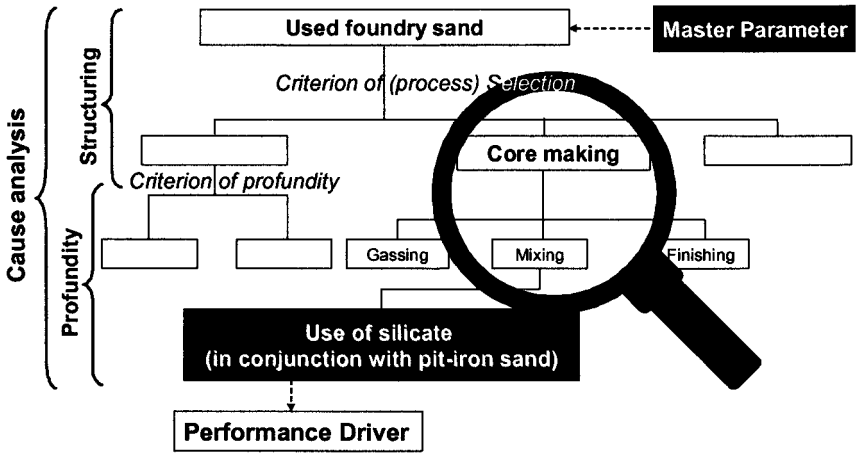 Used foundry sand
Master Parameter
Criterion of (process) Selection
Core making
Criterion of profundity
Gassing
Mixing
Finishing
Use of silicate
(in conjunction with pit-iron sand)
Performance Driver
Cause analysis
Structuring
Profundity